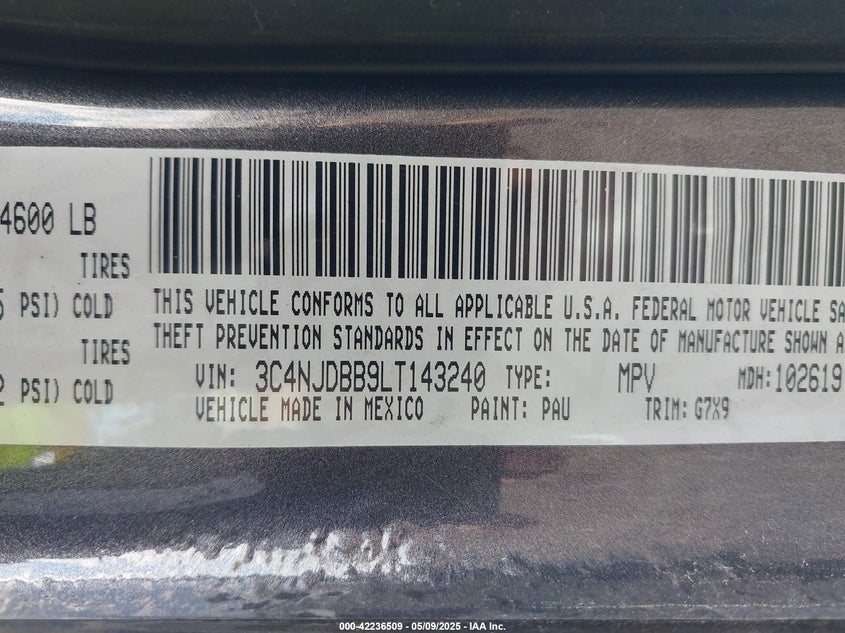 4600 LB
TIRES
PSI) COLD
TIRES
PSI) COLD
THIS VEHICLE CONFORMS TO ALL APPLICABLE U.S.A. FEDERAL MOTOR VEHICLE SA
THEFT PREVENTION STANDARDS IN EFFECT ON THE DATE OF MANUFACTURE SHOWN A
VIN: 3C4NJDBB9LT143240 TYPE: MPV MDH:102619
VEHICLE MADE IN MEXICO PAINT: PAU TRIM:G7X9
000-42236509 — 05/09/2025 — IAA Inc.